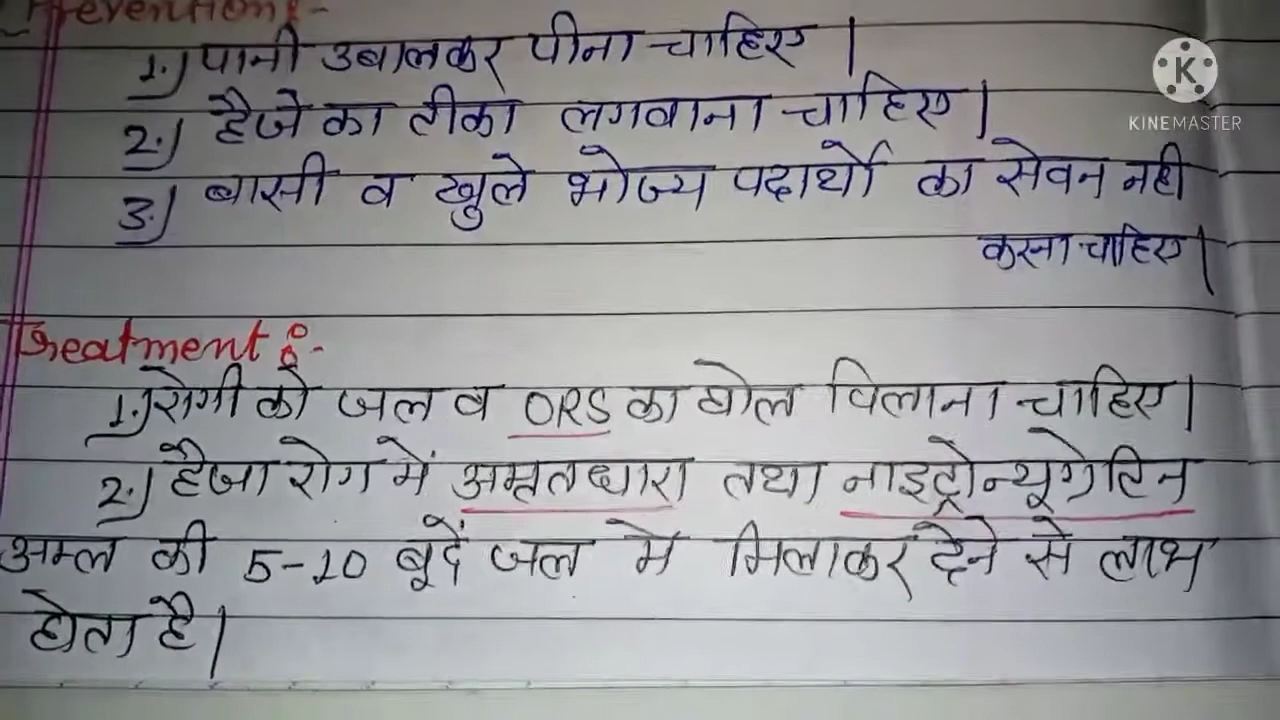 Prevention :-
1.) पानी उबालकर पीना चाहिए |
K
KINEMASTER
2.) हैजे का टीका लगवाना चाहिए |
3.) बासी व खुले भोज्य पदार्थो का सेवन नही
करना चाहिए |
Treatment :-
1.) रोगी को जल व ORS का घोल पिलाना चाहिए |
2.) हैजा रोग में अमृतधारा तथा नाइट्रोन्यूरेटिन
अम्ल की 5-10 बूदें जल मे मिलाकर देने से लाभ
होता है |